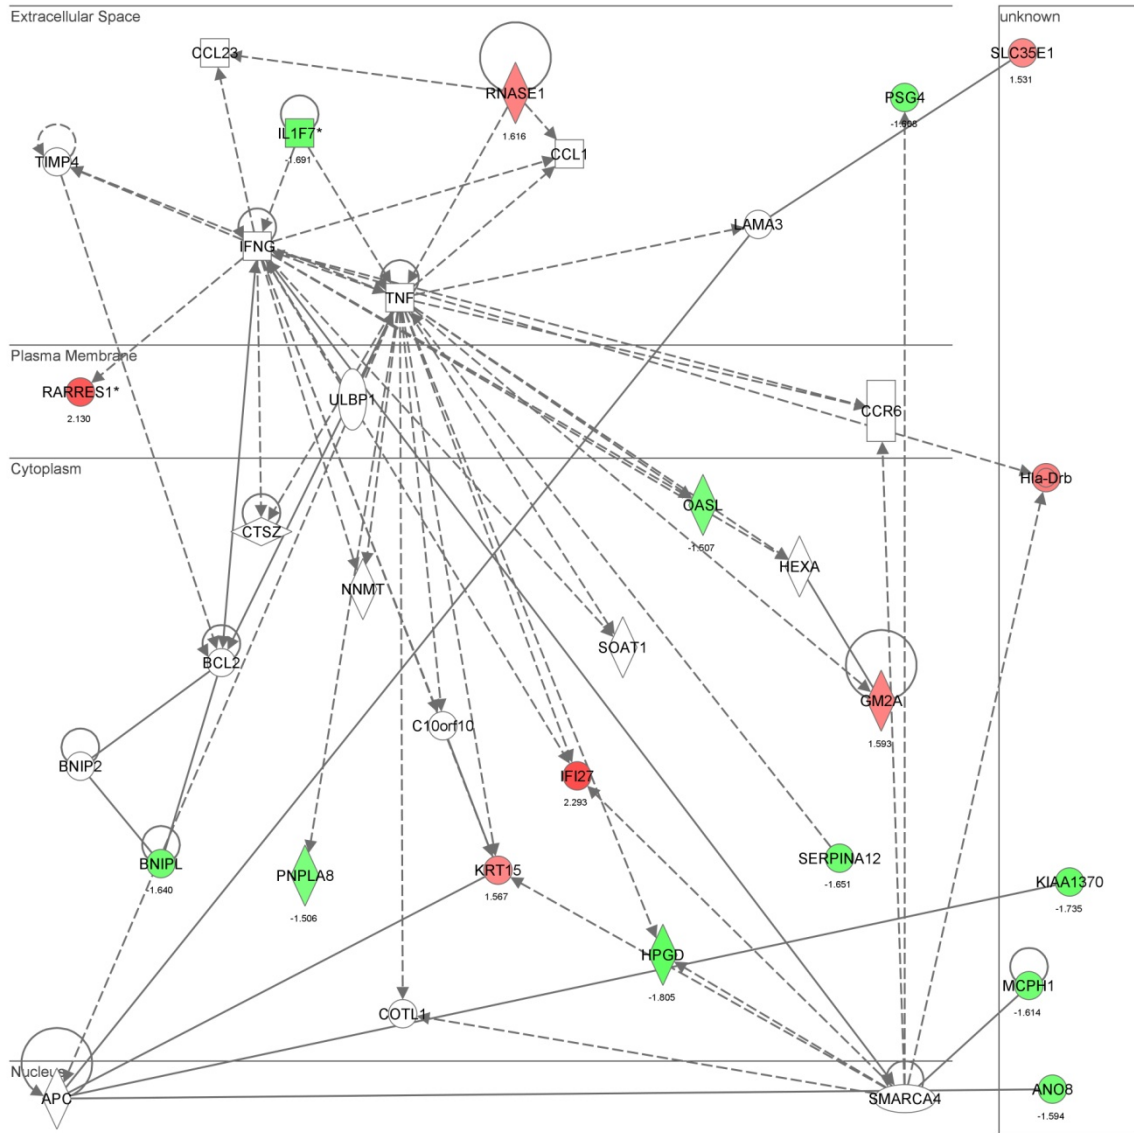 Extracellular Space
unknown
CCL23
SLC35E1
1.531
RNASE1
1.616
PSG4
-1.698
IL1F7*
-1.691
CCL1
TIMP4
LAMA3
IFNG
TNF
Plasma Membrane
RARRES1*
2.130
ULBP1
CCR6
Cytoplasm
Hla-Drb
OASL
-1.507
CTSZ
HEXA
NNMT
SOAT1
BCL2
GM2A
1.593
C10orf10
BNIP2
IFI27
2.293
BNIPL
-1.640
PNPLA8
-1.506
KRT15
1.567
SERPINA12
-1.651
KIAA1370
-1.735
HPGD
-1.805
MCPH1
-1.614
COTL1
Nucleus
APC
SMARCA4
ANO8
-1.594